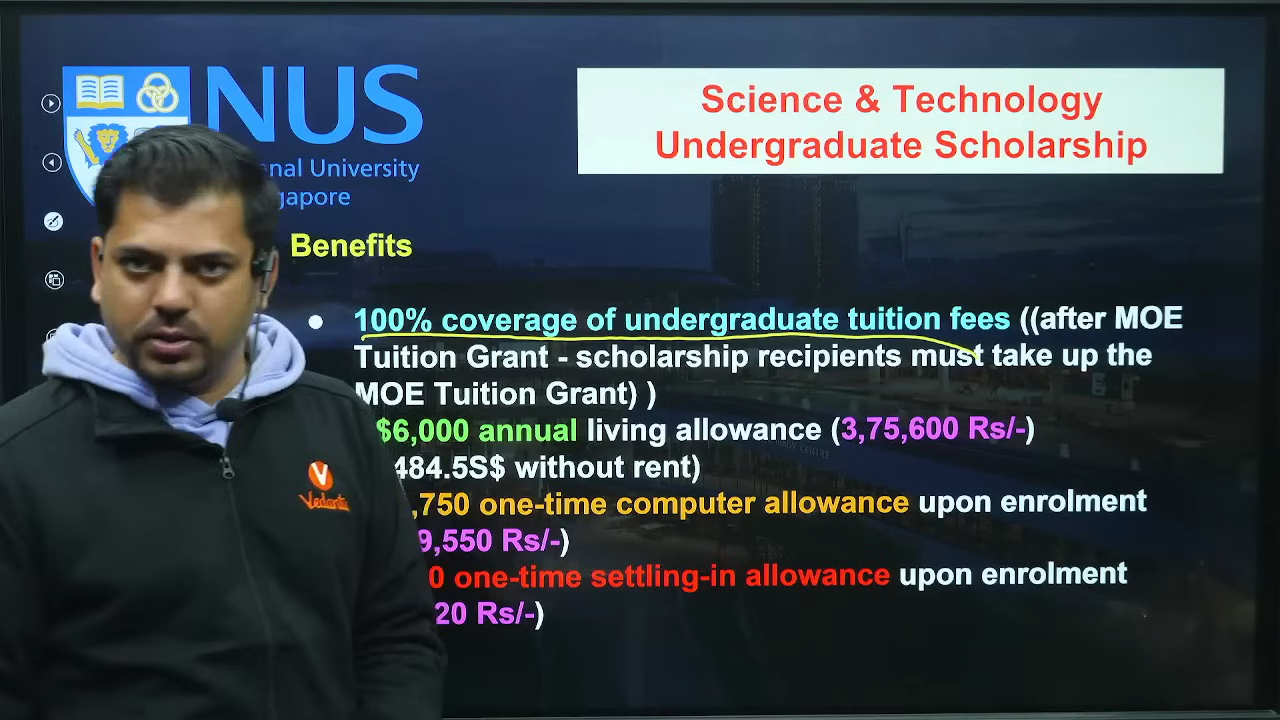 NUS
Science & Technology
Undergraduate Scholarship
University
Benefits
100% coverage of undergraduate tuition fees ((after MOE
Tuition Grant - scholarship recipients must take up the
MOE Tuition Grant) )
$6,000 annual living allowance (3,75,600 Rs/-)
484.5S$ without rent)
,750 one-time computer allowance upon enrolment
9,550 Rs/-)
0 one-time settling-in allowance upon enrolment
20 Rs/-)
V
Vedantu